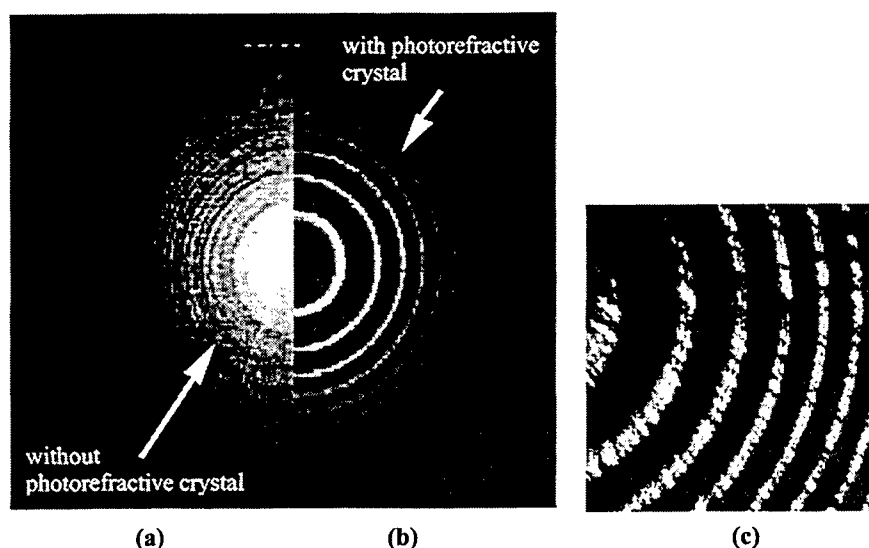 with photorefractive
crystal
without
photorefractive crystal
(a)
(b)
(c)